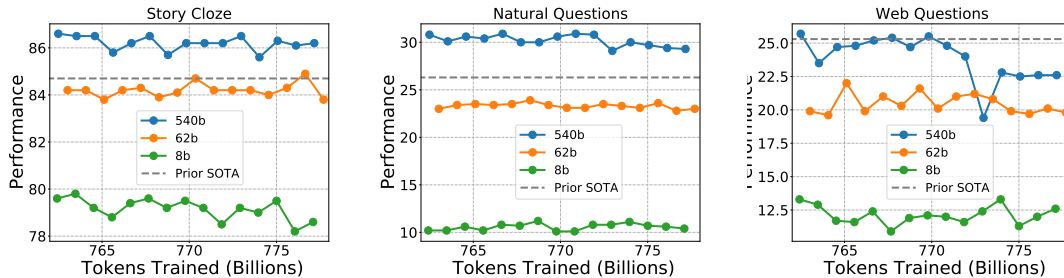 Story Cloze
Performance
86
84
82
80
78
540b
62b
8b
Prior SOTA
765
770
775
Tokens Trained (Billions)
Natural Questions
Performance
30
25
20
15
10
540b
62b
8b
Prior SOTA
765
770
775
Tokens Trained (Billions)
Web Questions
Performance
25.0
22.5
20.0
17.5
15.0
12.5
540b
62b
8b
Prior SOTA
765
770
775
Tokens Trained (Billions)